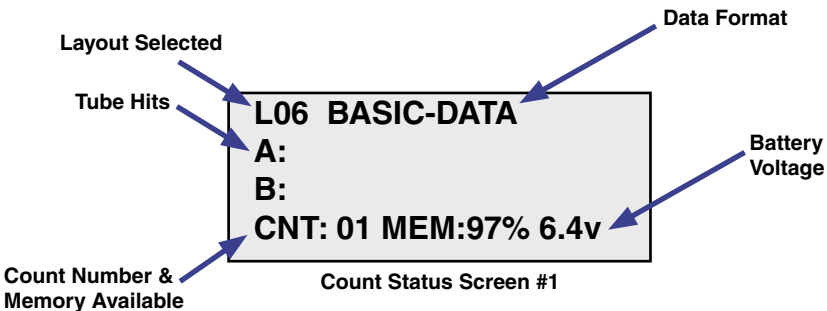 Data Format
Layout Selected
Tube Hits
L06 BASIC-DATA
A:
B:
CNT: 01 MEM:97% 6.4v
Battery
Voltage
Count Number &
Memory Available
Count Status Screen #1